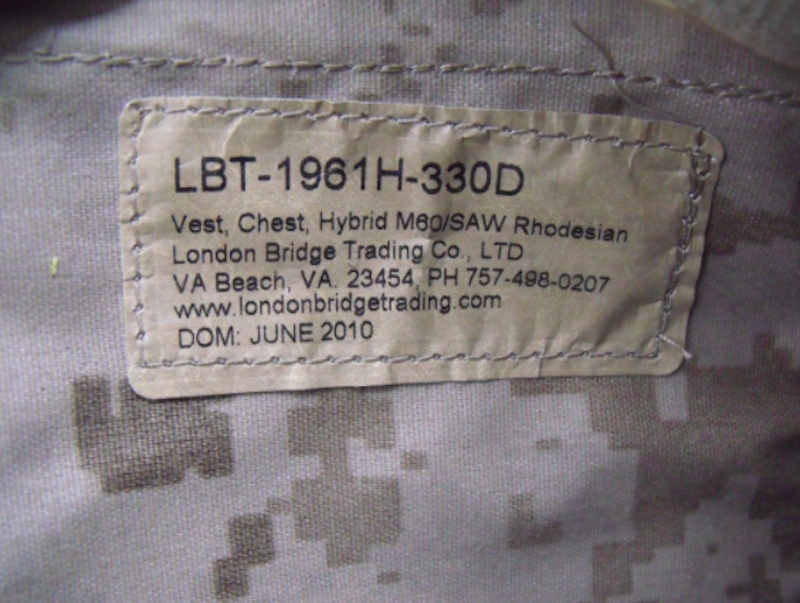 LBT-1961H-330D
Vest, Chest, Hybrid M60/SAW Rhodesian
London Bridge Trading Co., LTD
VA Beach, VA. 23454, PH 757-498-0207
www.londonbridgetrading.com
DOM: JUNE 2010